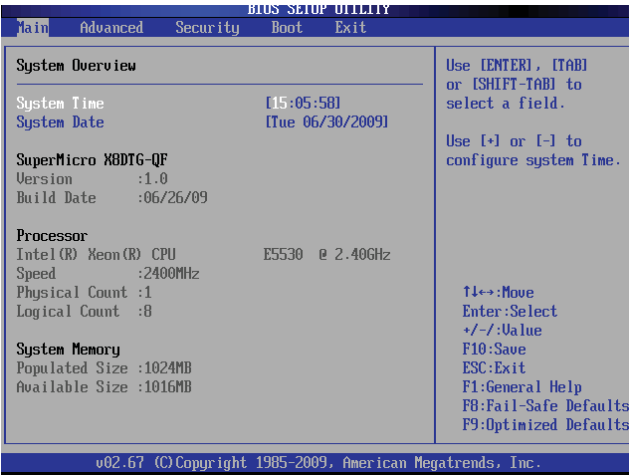 BIOS SETUP UTILITY
Main Advanced Security Boot Exit
System Overview
System Time [15:05:58]
System Date [Tue 06/30/2009]
SuperMicro X8DTG-QF
Version :1.0
Build Date :06/26/09
Processor
Intel(R) Xeon(R) CPU E5530 @ 2.40GHz
Speed :2400MHz
Physical Count :1
Logical Count :8
System Memory
Populated Size :1024MB
Available Size :1016MB
Use [ENTER], [TAB]
or [SHIFT-TAB] to
select a field.
Use [+] or [-] to
configure system Time.
↑↓↔:Move
Enter:Select
+/-/:Value
F10:Save
ESC:Exit
F1:General Help
F8:Fail-Safe Defaults
F9:Optimized Defaults
v02.67 (C)Copyright 1985-2009, American Megatrends, Inc.